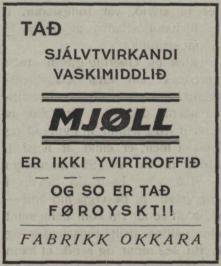 TAÐ
SJÁLVTVIRKANDI
VASKIMIDDLIÐ
MJØLL
ER IKKI YVIRTROFFIÐ
OG SO ER TAÐ
FØROYSKT!!
FABRIKK OKKARA